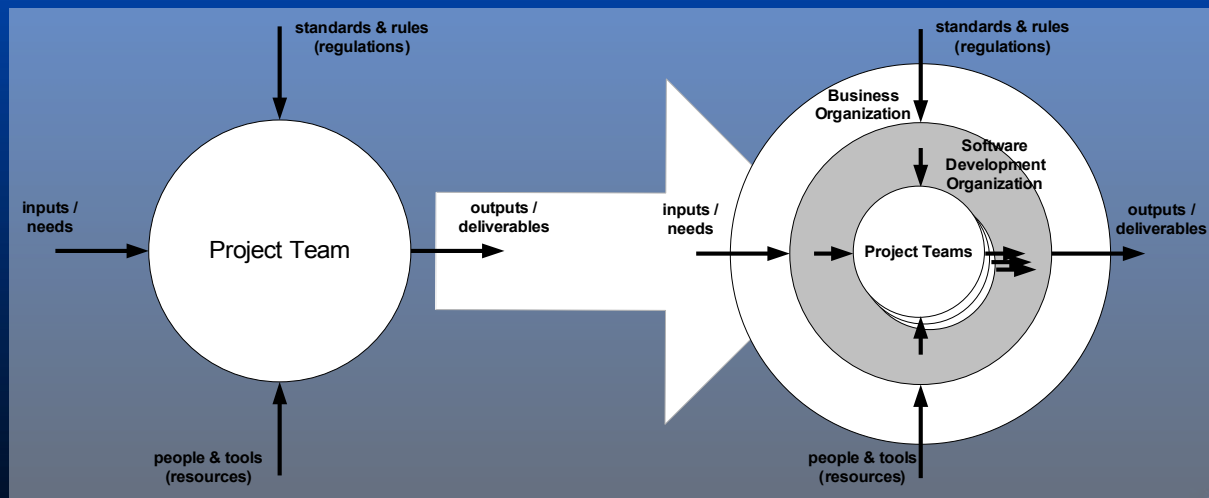 standards & rules
(regulations)
inputs /
needs
Project Team
outputs /
deliverables
people & tools
(resources)
standards & rules
(regulations)
Business
Organization
Software
Development
Organization
inputs /
needs
Project Teams
outputs /
deliverables
people & tools
(resources)